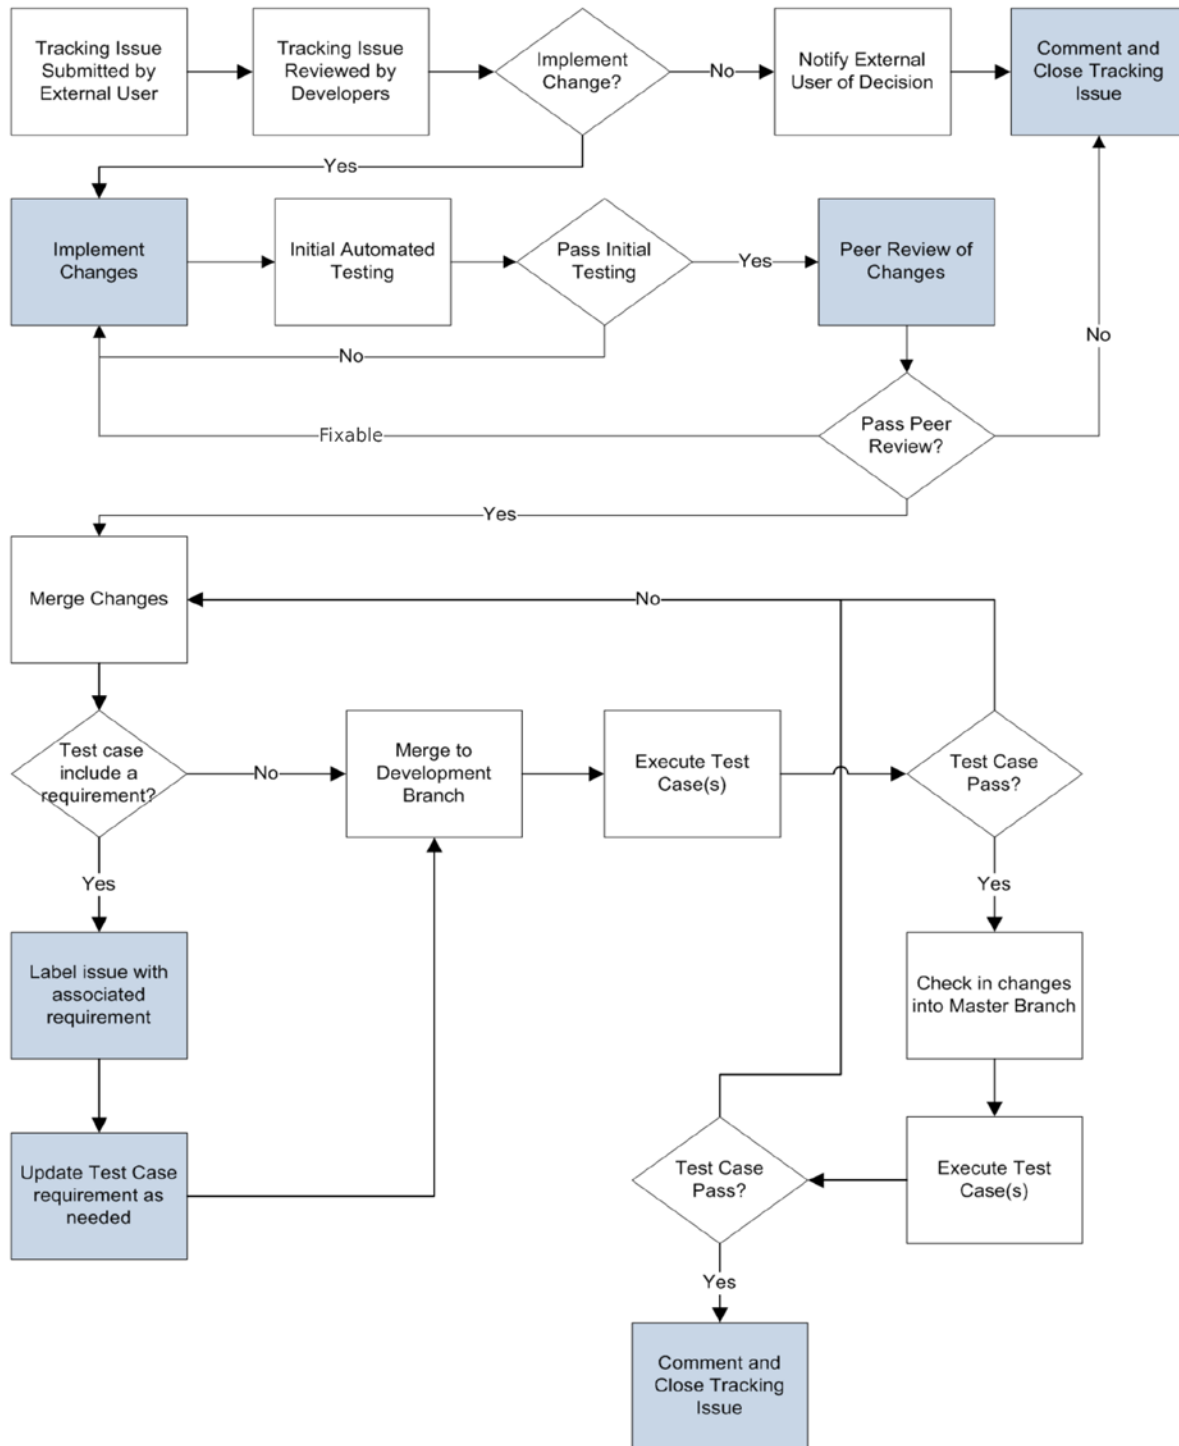 Tracking Issue
Submitted by
External User
Tracking Issue
Reviewed by
Developers
Implement
Change?
No
Notify External
User of Decision
Comment and
Close Tracking
Issue
Yes
Implement
Changes
Initial Automated
Testing
Pass Initial
Testing
Yes
Peer Review of
Changes
No
No
Fixable
Pass Peer
Review?
Yes
Merge Changes
No
Test case
include a
requirement?
No
Merge to
Development
Branch
Execute Test
Case(s)
Test Case
Pass?
Yes
Yes
Label issue with
associated
requirement
Check in changes
into Master Branch
Update Test Case
requirement as
needed
Test Case
Pass?
Execute Test
Case(s)
Yes
Comment and
Close Tracking
Issue